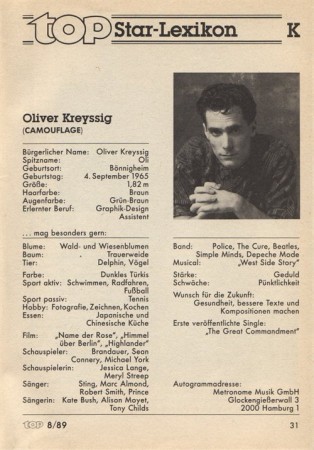 top Star-Lexikon K
Oliver Kreyssig
(CAMOUFLAGE)
Bürgerlicher Name: Oliver Kreyssig
Spitzname: Oli
Geburtsort: Bönnigheim
Geburtstag: 4. September 1965
Größe: 1,82 m
Haarfarbe: Braun
Augenfarbe: Grün-Braun
Erlernter Beruf: Graphik-Design
Assistent
... mag besonders gern:
Blume: Wald- und Wiesenblumen
Baum: Trauerweide
Tier: Delphin, Vögel
Farbe: Dunkles Türkis
Sport aktiv: Schwimmen, Radfahren,
Fußball
Sport passiv: Tennis
Hobby: Fotografie, Zeichnen, Kochen
Essen: Japanische und
Chinesische Küche
Film: „Name der Rose", „Himmel
über Berlin", „Highlander"
Schauspieler: Brandauer, Sean
Connery, Michael York
Schauspielerin: Jessica Lange,
Meryl Streep
Sänger: Sting, Marc Almond,
Robert Smith, Prince
Sängerin: Kate Bush, Alison Moyet,
Tony Childs
Band: Police, The Cure, Beatles,
Simple Minds, Depeche Mode
Musical: „West Side Story"
Stärke: Geduld
Schwäche: Pünktlichkeit
Wunsch für die Zukunft:
Gesundheit, bessere Texte und
Kompositionen machen
Erste veröffentlichte Single:
„The Great Commandment"
Autogrammadresse:
Metronome Musik GmbH
Glockengießerwall 3
2000 Hamburg 1
top 8/89 31